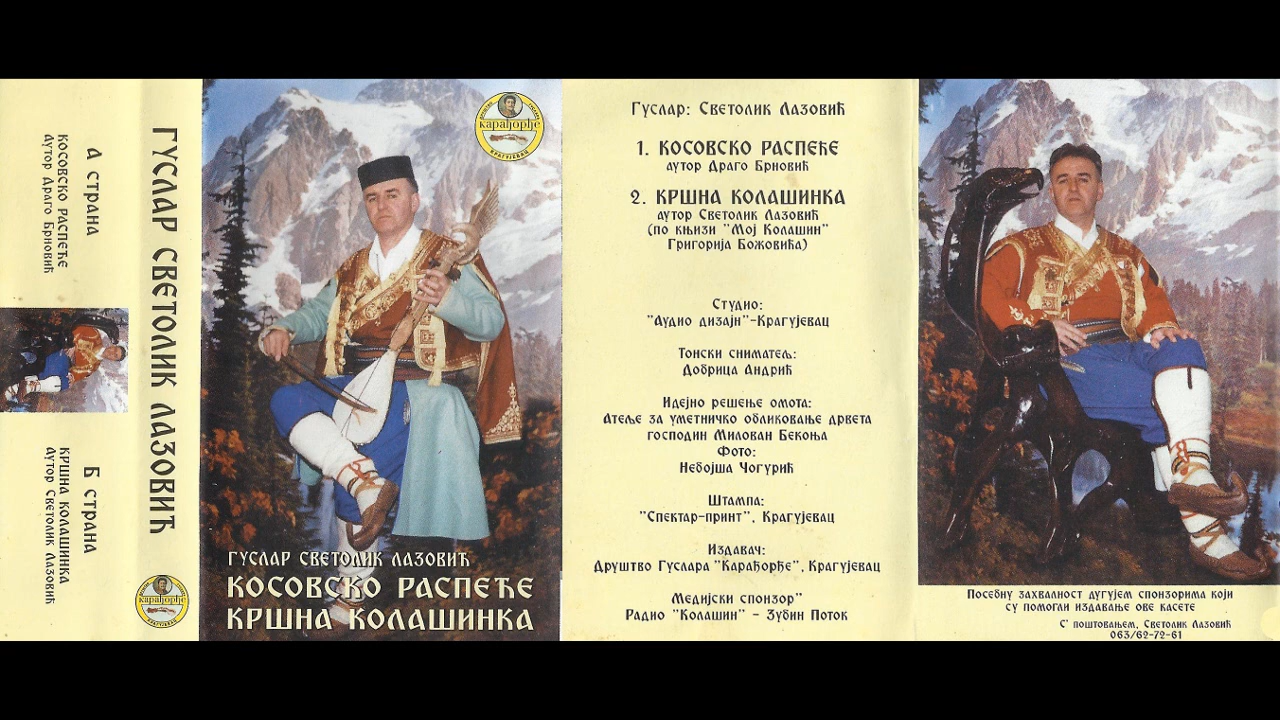 А страна
КОСОВСКО РАСПЕЋЕ
Аутор Драго Брновић
Б страна
КРШНА КОЛАШИНКА
Аутор Светолик Лазовић
ГУСЛАР СВЕТОЛИК ЛАЗОВИЋ
Карађорђе
КРАГУЈЕВАЦ
Карађорђе
КРАГУЈЕВАЦ
ГУСЛАР СВЕТОЛИК ЛАЗОВИЋ
КОСОВСКО РАСПЕЋЕ
КРШНА КОЛАШИНКА
Гуслар: Светолик Лазовић
1. КОСОВСКО РАСПЕЋЕ
аутор Драго Брновић
2. КРШНА КОЛАШИНКА
аутор Светолик Лазовић
(по књизи "Мој Колашин"
Григорија Божовића)
Студио:
"Аудио дизајн"-Крагујевац
Тонски сниматељ:
Добрица Андрић
Идејно решење омота:
Атеље за уметничко обликовање дрвета
господин Милован Бекоња
Фото:
Небојша Чогурић
Штампа:
"Спектар-принт", Крагујевац
Издавач:
Друштво Гуслара "Карађорђе", Крагујевац
Медијски спонзор"
Радио "Колашин" - Зубин Поток
Посебну захвалност дугујем спонзорима који
су помогли издавање ове касете
С' поштовањем, Светолик Лазовић
063/62-72-61